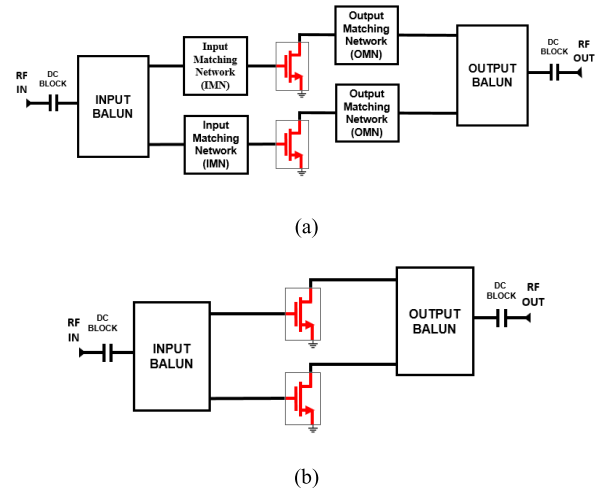 Output
Matching
Network
(OMN)
Input
Matching
Network
(IMN)
DC
BLOCK
RF
OUT
RF
IN
DC
BLOCK
INPUT
BALUN
OUTPUT
BALUN
Output
Matching
Network
(OMN)
Input
Matching
Network
(IMN)
(a)
DC
BLOCK
RF
OUT
OUTPUT
BALUN
RF
IN
DC
BLOCK
INPUT
BALUN
(b)